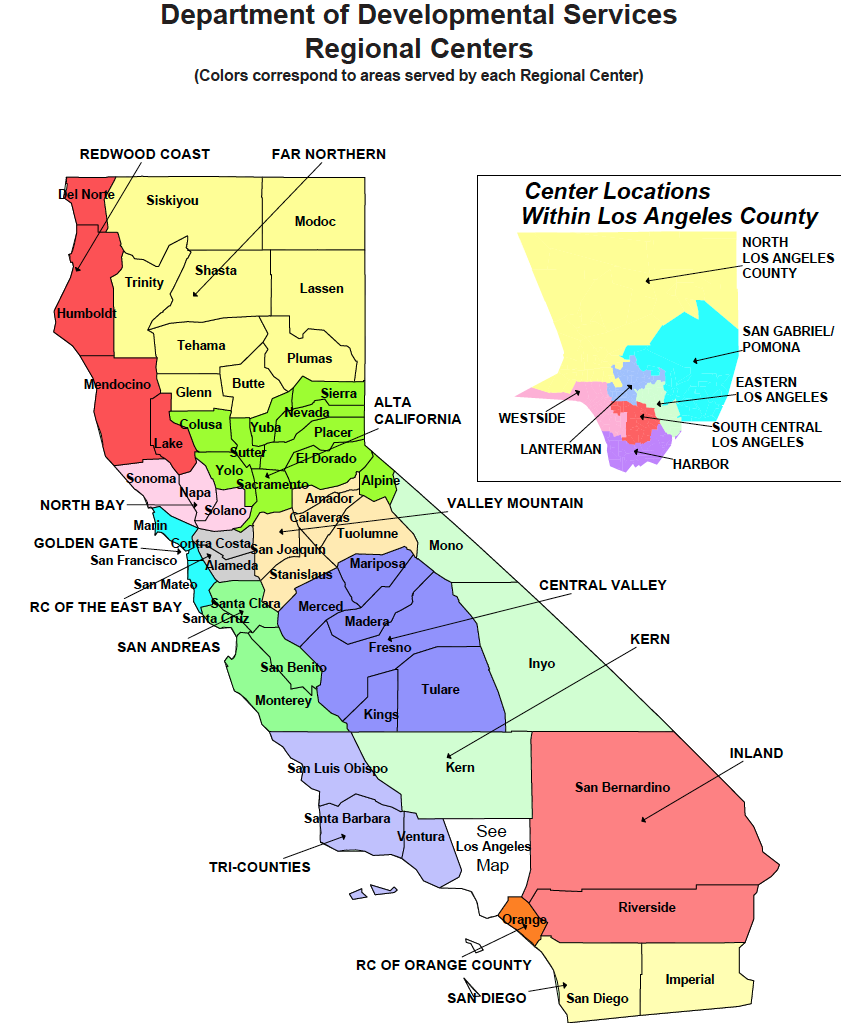 Department of Developmental Services
Regional Centers
(Colors correspond to areas served by each Regional Center)
REDWOOD COAST
FAR NORTHERN
Del Norte
Siskiyou
Modoc
Humboldt
Trinity
Shasta
Lassen
Tehama
Plumas
Mendocino
Glenn
Butte
Sierra
Nevada
Colusa
Yuba
Placer
Lake
Sutter
El Dorado
ALTA
CALIFORNIA
Yolo
Sacramento
Alpine
Sonoma
Napa
Solano
Amador
NORTH BAY
Marin
Calaveras
VALLEY MOUNTAIN
GOLDEN GATE
Contra Costa
San Joaquin
Tuolumne
Mono
San Francisco
Alameda
Stanislaus
Mariposa
San Mateo
RC OF THE EAST BAY
Santa Clara
Merced
CENTRAL VALLEY
Santa Cruz
Madera
SAN ANDREAS
Fresno
KERN
San Benito
Inyo
Monterey
Kings
Tulare
San Luis Obispo
Kern
INLAND
San Bernardino
Santa Barbara
Ventura
See
Los Angeles
Map
TRI-COUNTIES
Orange
Riverside
RC OF ORANGE COUNTY
SAN DIEGO
San Diego
Imperial
Center Locations
Within Los Angeles County
NORTH
LOS ANGELES
COUNTY
SAN GABRIEL/
POMONA
EASTERN
LOS ANGELES
WESTSIDE
SOUTH CENTRAL
LOS ANGELES
LANTERMAN
HARBOR